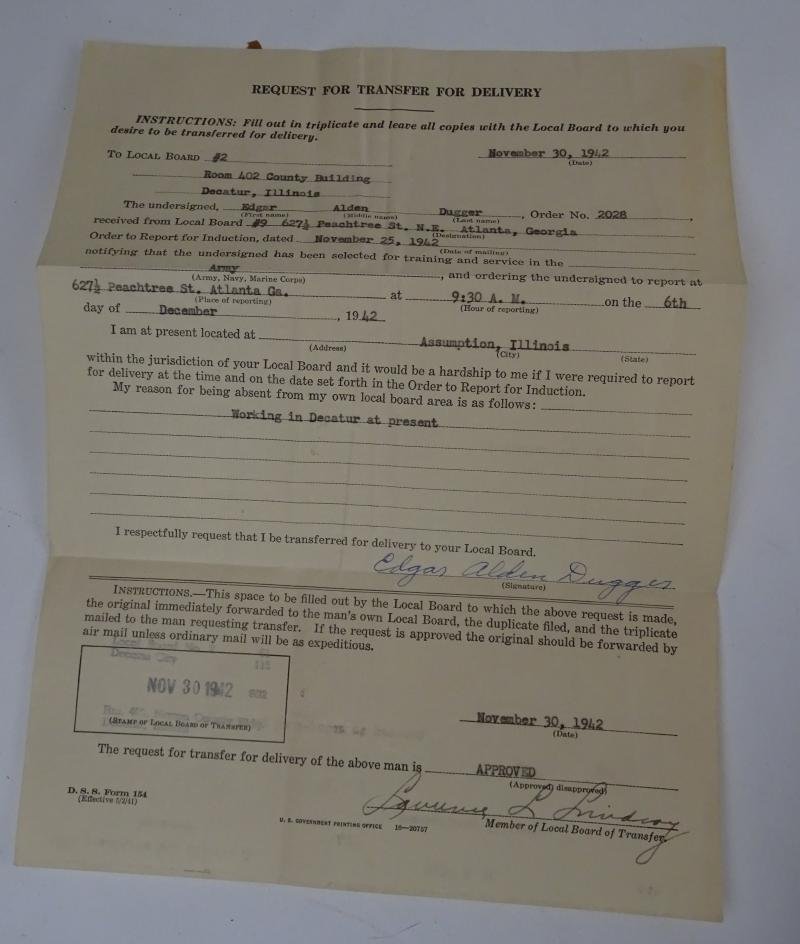 REQUEST FOR TRANSFER FOR DELIVERY
INSTRUCTIONS: Fill out in triplicate and leave all copies with the Local Board to which you
desire to be transferred for delivery.
To Local Board #2
November 30, 1942
(Date)
Room 402 County Building
Decatur, Illinois
The undersigned, Edgar Alden Dugger, Order No. 2028,
(First name) (Middle name) (Last name)
received from Local Board #9 627½ Peachtree St. N.E. Atlanta, Georgia
(Designation)
Order to Report for Induction, dated November 25, 1942
(Date of mailing)
notifying that the undersigned has been selected for training and service in the
Army, and ordering the undersigned to report at
(Army, Navy, Marine Corps)
627½ Peachtree St. Atlanta Ga. at 9:30 A. M. on the 6th
(Place of reporting) (Hour of reporting)
day of December, 1942
I am at present located at Assumption, Illinois
(Address) (City) (State)
within the jurisdiction of your Local Board and it would be a hardship to me if I were required to report
for delivery at the time and on the date set forth in the Order to Report for Induction.
My reason for being absent from my own local board area is as follows:
Working in Decatur at present
I respectfully request that I be transferred for delivery to your Local Board.
Edgar Alden Dugger
(Signature)
INSTRUCTIONS.—This space to be filled out by the Local Board to which the above request is made,
the original immediately forwarded to the man's own Local Board, the duplicate filed, and the triplicate
mailed to the man requesting transfer. If the request is approved the original should be forwarded by
air mail unless ordinary mail will be as expeditious.
Local Board No.
NOV 30 1942
(STAMP OF LOCAL BOARD OF TRANSFER)
November 30, 1942
(Date)
The request for transfer for delivery of the above man is APPROVED
(Approved) disapproved)
D. S. S. Form 154
(Effective 5/2/41)
L. Lindsay
U. S. GOVERNMENT PRINTING OFFICE 16—20757
Member of Local Board of Transfer.